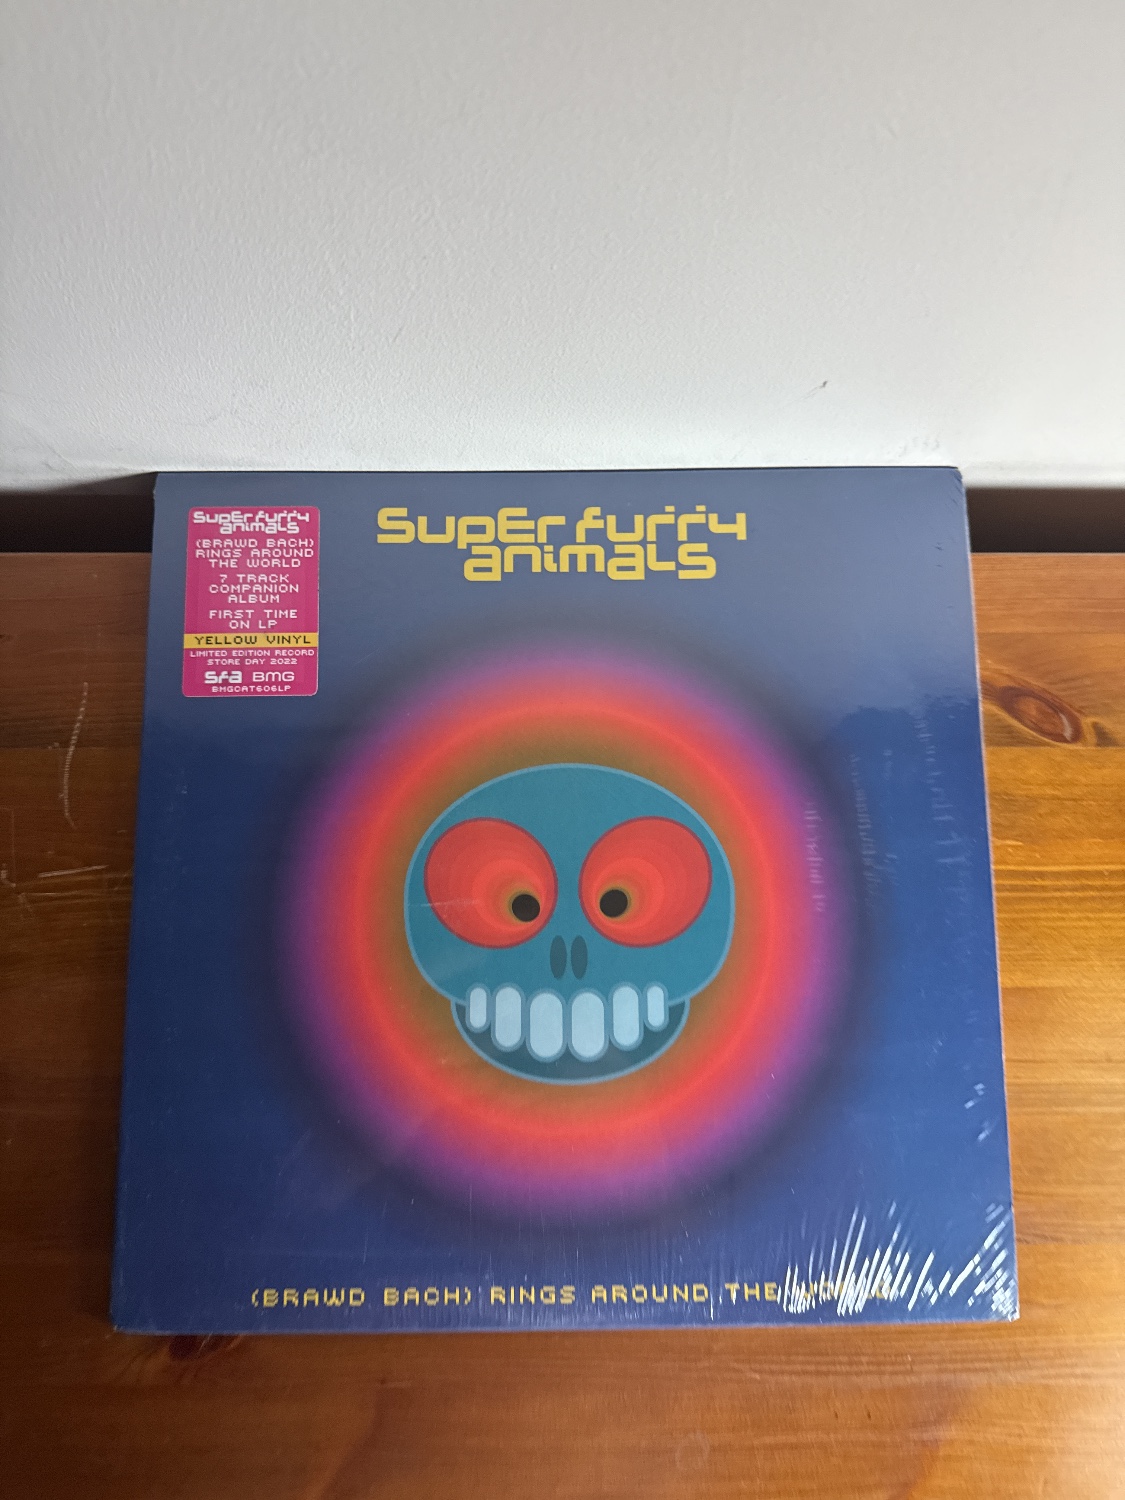 SupEr furry
animals
SupEr furry
animals
(BRAWD BACH)
RINGS AROUND
THE WORLD
7 TRACK
COMPANION
ALBUM
FIRST TIME
ON LP
YELLOW VINYL
LIMITED EDITION RECORD
STORE DAY 2022
sfa BMG
BMGCAT606LP
(BRAWD BACH) RINGS AROUND THE WORLD